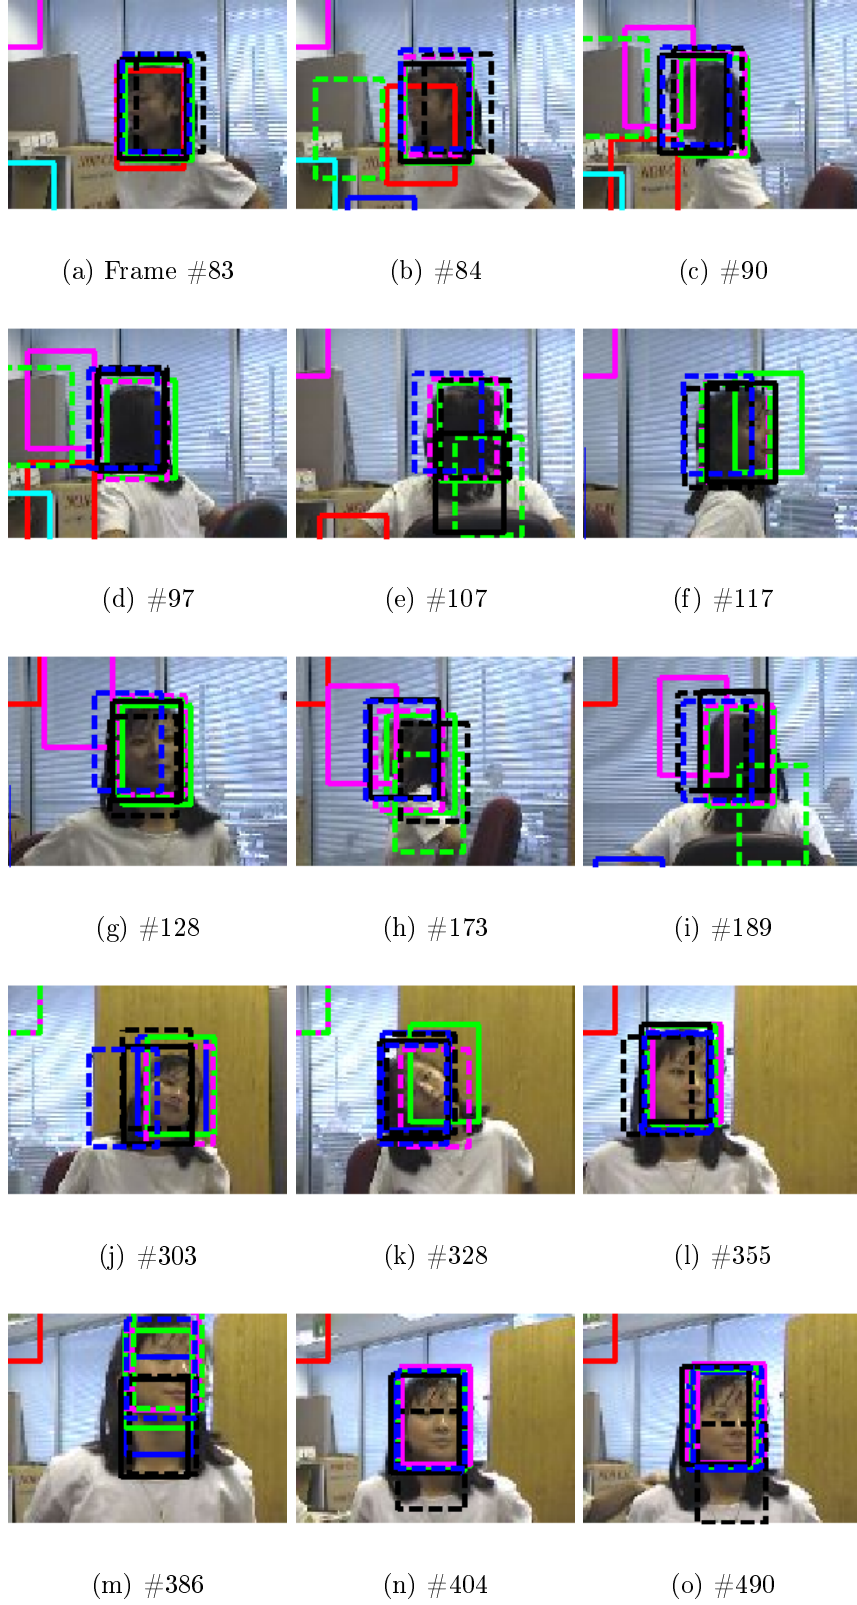 (a) Frame #83
(b) #84
(c) #90
(d) #97
(e) #107
(f) #117
(g) #128
(h) #173
(i) #189
(j) #303
(k) #328
(l) #355
(m) #386
(n) #404
(o) #490